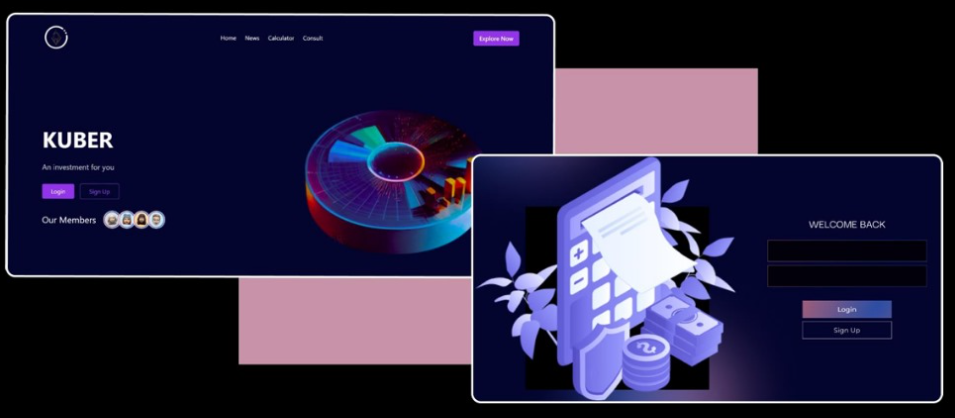 Home News Calculator Consult
Explore Now
KUBER
An investment for you
Login Sign Up
Our Members
WELCOME BACK
Login
Sign Up